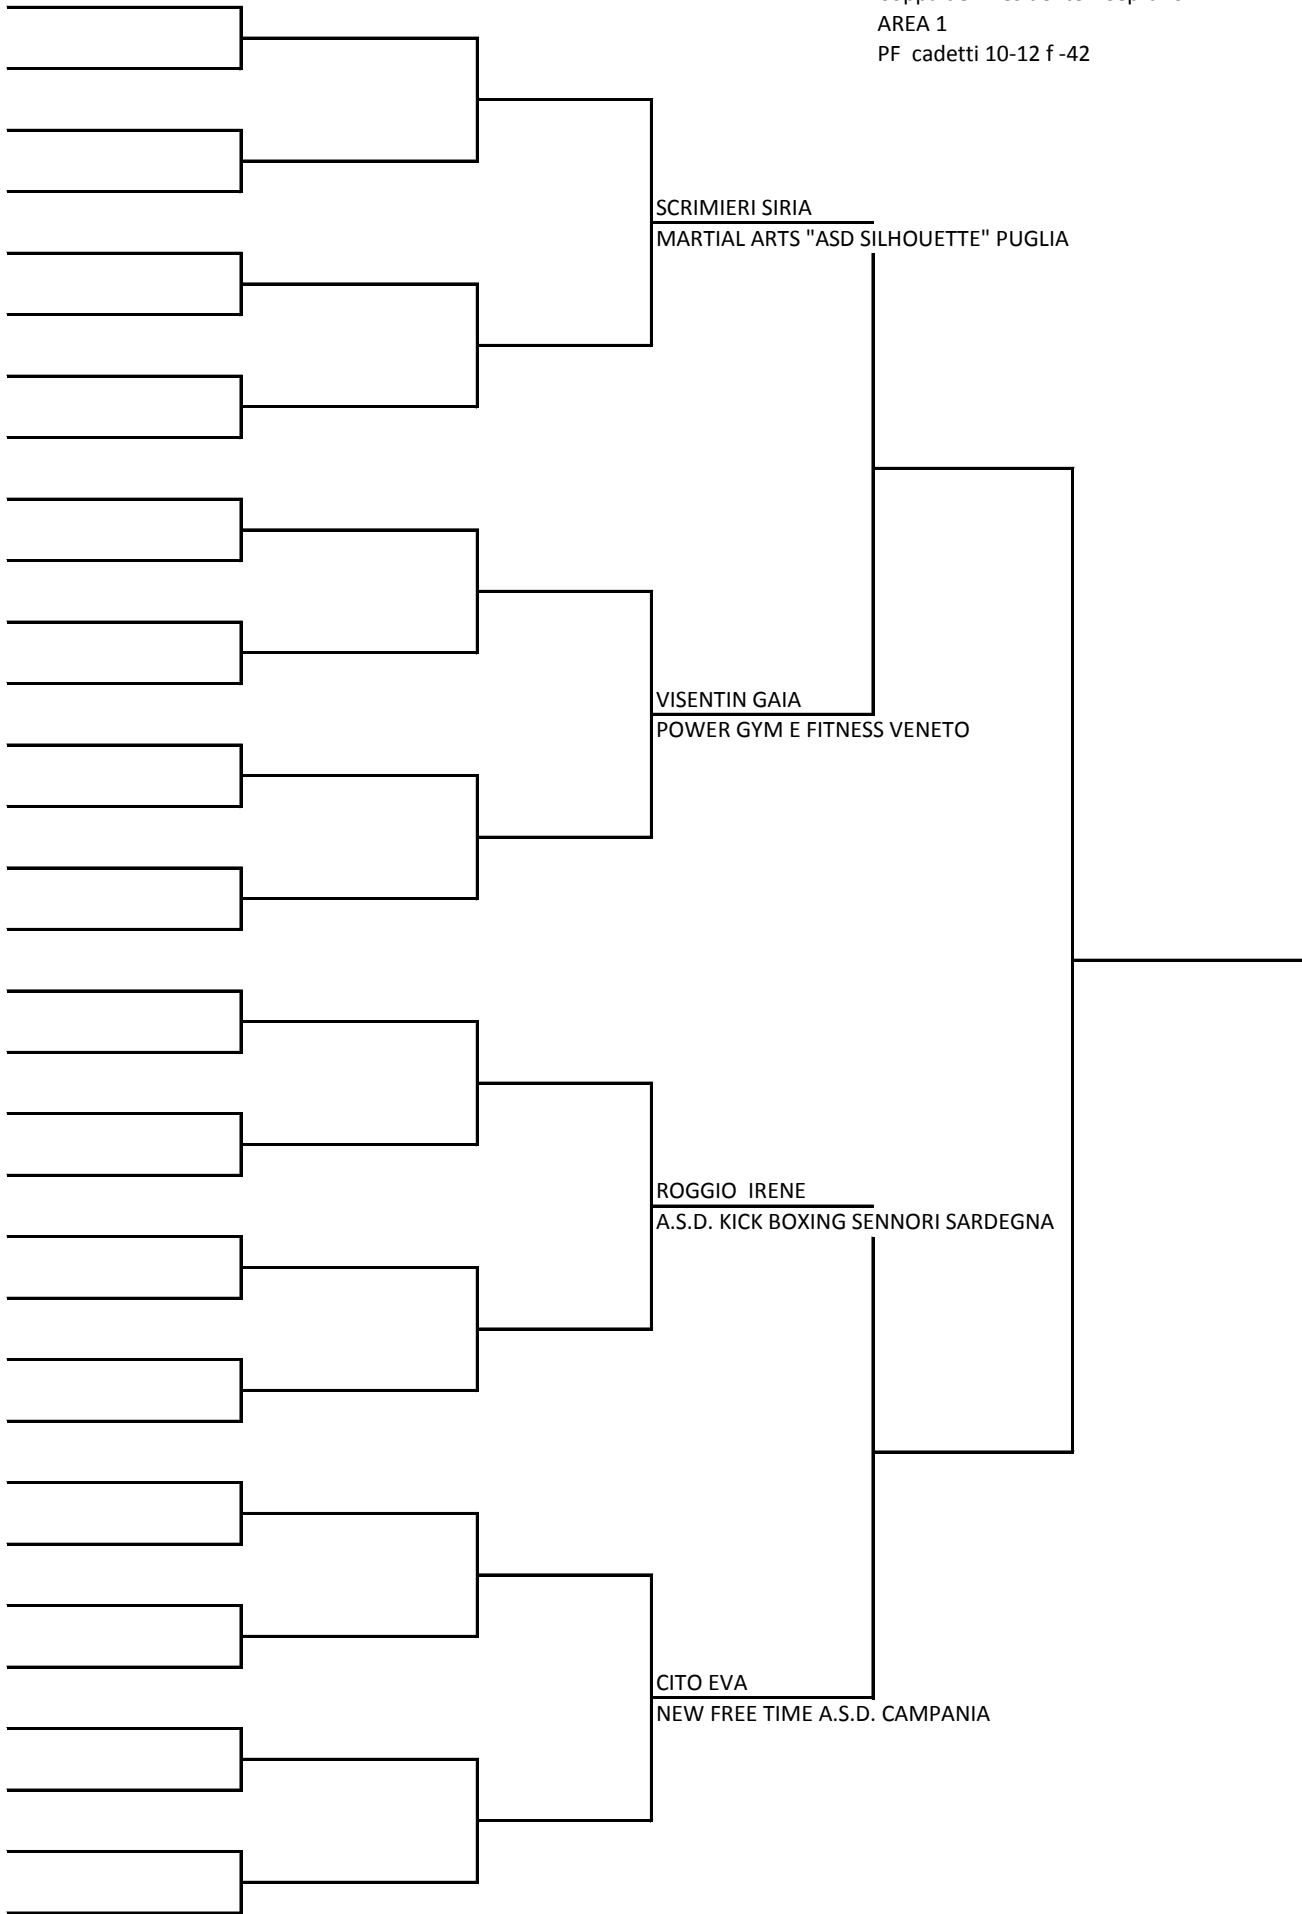 AREA 1
PF  cadetti 10-12 f -42
SCRIMIERI SIRIA
MARTIAL ARTS "ASD SILHOUETTE" PUGLIA
VISENTIN GAIA
POWER GYM E FITNESS VENETO
ROGGIO  IRENE
A.S.D. KICK BOXING SENNORI SARDEGNA
CITO EVA
NEW FREE TIME A.S.D. CAMPANIA